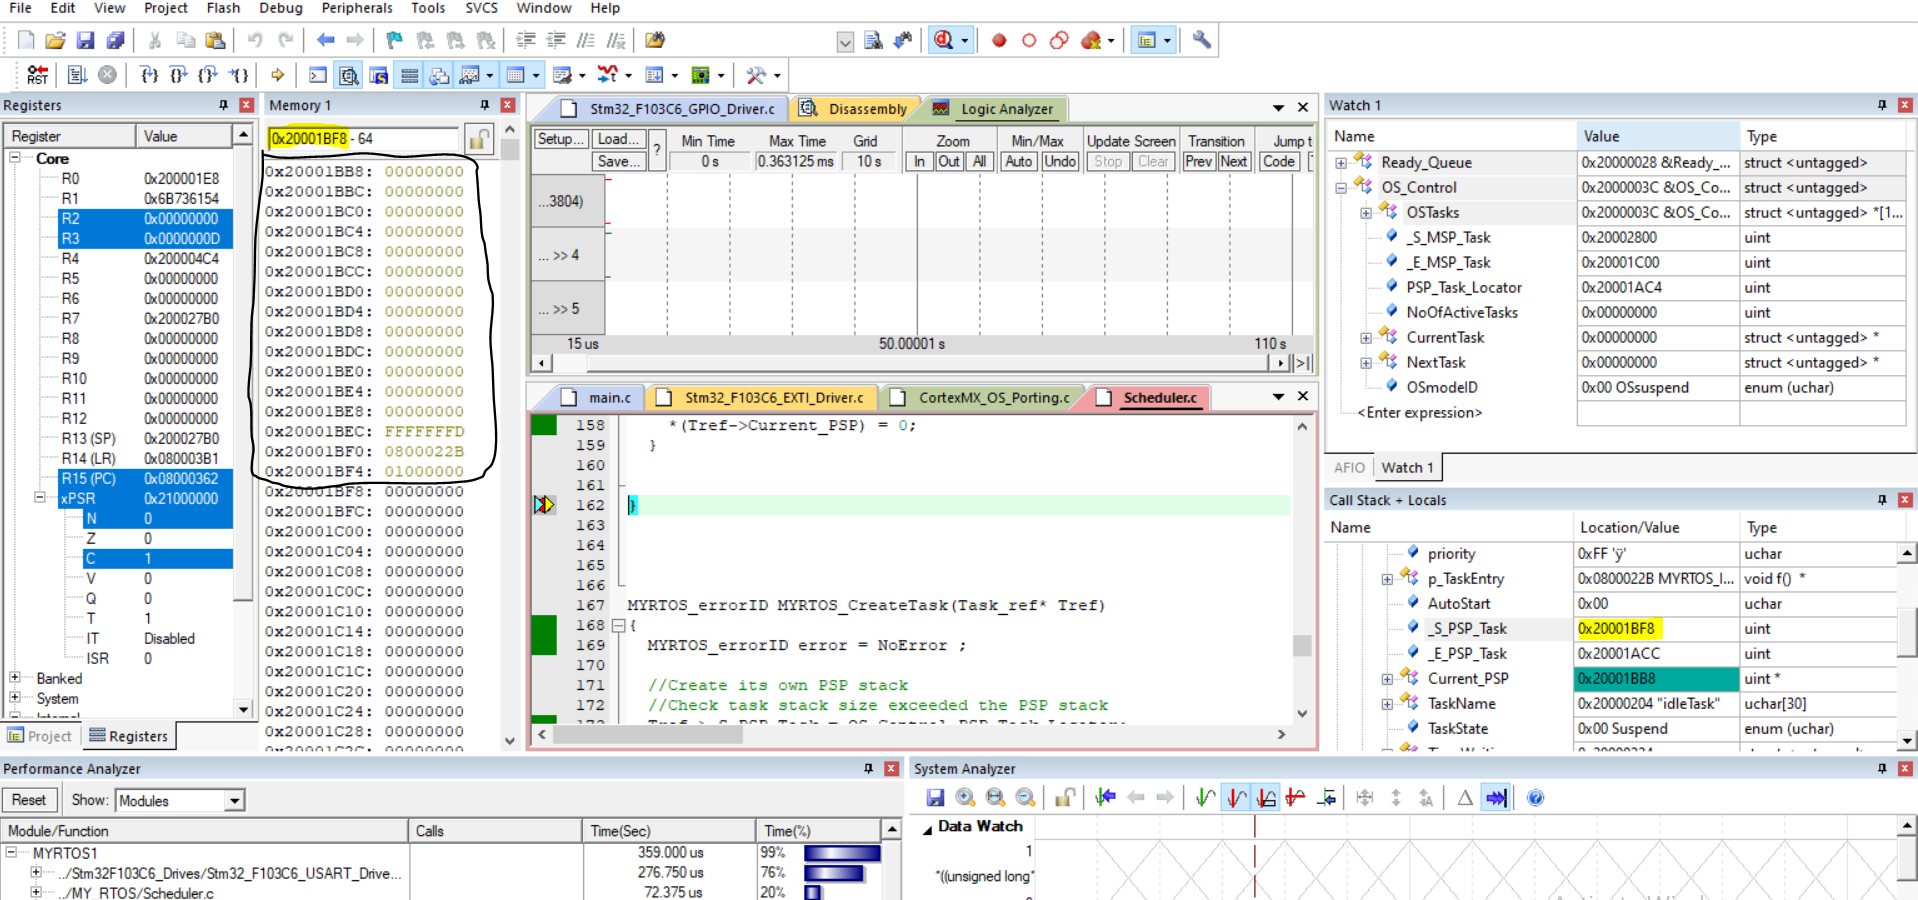 File Edit View Project Flash Debug Peripherals Tools SVCS Window Help
Registers
Register Value
Core
R0 0x200001E8
R1 0x6B736154
R2 0x00000000
R3 0x0000000D
R4 0x200004C4
R5 0x00000000
R6 0x00000000
R7 0x200027B0
R8 0x00000000
R9 0x00000000
R10 0x00000000
R11 0x00000000
R12 0x00000000
R13 (SP) 0x200027B0
R14 (LR) 0x080003B1
R15 (PC) 0x08000362
xPSR 0x21000000
N 0
Z 0
C 1
V 0
Q 0
T 1
IT Disabled
ISR 0
Banked
System
Project Registers
Memory 1
0x20001BF8 - 64
0x20001BB8: 00000000
0x20001BBC: 00000000
0x20001BC0: 00000000
0x20001BC4: 00000000
0x20001BC8: 00000000
0x20001BCC: 00000000
0x20001BD0: 00000000
0x20001BD4: 00000000
0x20001BD8: 00000000
0x20001BDC: 00000000
0x20001BE0: 00000000
0x20001BE4: 00000000
0x20001BE8: 00000000
0x20001BEC: FFFFFFFD
0x20001BF0: 0800022B
0x20001BF4: 01000000
0x20001BF8: 00000000
0x20001BFC: 00000000
0x20001C00: 00000000
0x20001C04: 00000000
0x20001C08: 00000000
0x20001C0C: 00000000
0x20001C10: 00000000
0x20001C14: 00000000
0x20001C18: 00000000
0x20001C1C: 00000000
0x20001C20: 00000000
0x20001C24: 00000000
0x20001C28: 00000000
0x20001C2C: 00000000
Stm32_F103C6_GPIO_Driver.c Disassembly Logic Analyzer
Setup... Load... Save... ? Min Time Max Time Grid Zoom Min/Max Update Screen Transition Jump t
0 s 0.363125 ms 10 s In Out All Auto Undo Stop Clear Prev Next Code
...3804)
... >> 4
... >> 5
15 us 50.00001 s 110 s
main.c Stm32_F103C6_EXTI_Driver.c CortexMX_OS_Porting.c Scheduler.c
158 *(Tref->Current_PSP) = 0;
159 }
160
161
162 }
163
164
165
166
167 MYRTOS_errorID MYRTOS_CreateTask(Task_ref* Tref)
168 {
169 MYRTOS_errorID error = NoError ;
170
171 //Create its own PSP stack
172 //Check task stack size exceeded the PSP stack
173 Tref->_S_PSP_Task = OS_Control.PSP_Task_Locator;
Watch 1
Name Value Type
Ready_Queue 0x20000028 &Ready_... struct <untagged>
OS_Control 0x2000003C &OS_Co... struct <untagged>
OSTasks 0x2000003C &OS_Co... struct <untagged> *[1...
_S_MSP_Task 0x20002800 uint
_E_MSP_Task 0x20001C00 uint
PSP_Task_Locator 0x20001AC4 uint
NoOfActiveTasks 0x00000000 uint
CurrentTask 0x00000000 struct <untagged> *
NextTask 0x00000000 struct <untagged> *
OSmodeID 0x00 OSsuspend enum (uchar)
<Enter expression>
AFIO Watch 1
Call Stack + Locals
Name Location/Value Type
priority 0xFF 'ÿ' uchar
p_TaskEntry 0x0800022B MYRTOS_I... void f() *
AutoStart 0x00 uchar
_S_PSP_Task 0x20001BF8 uint
_E_PSP_Task 0x20001ACC uint
Current_PSP 0x20001BB8 uint *
TaskName 0x20000204 "idleTask" uchar[30]
TaskState 0x00 Suspend enum (uchar)
Performance Analyzer
Reset Show: Modules
Module/Function Calls Time(Sec) Time(%)
MYRTOS1 359.000 us 99%
../Stm32F103C6_Drives/Stm32_F103C6_USART_Drive... 276.750 us 76%
../MY_RTOS/Scheduler.c 72.375 us 20%
System Analyzer
Data Watch
1
*((unsigned long*